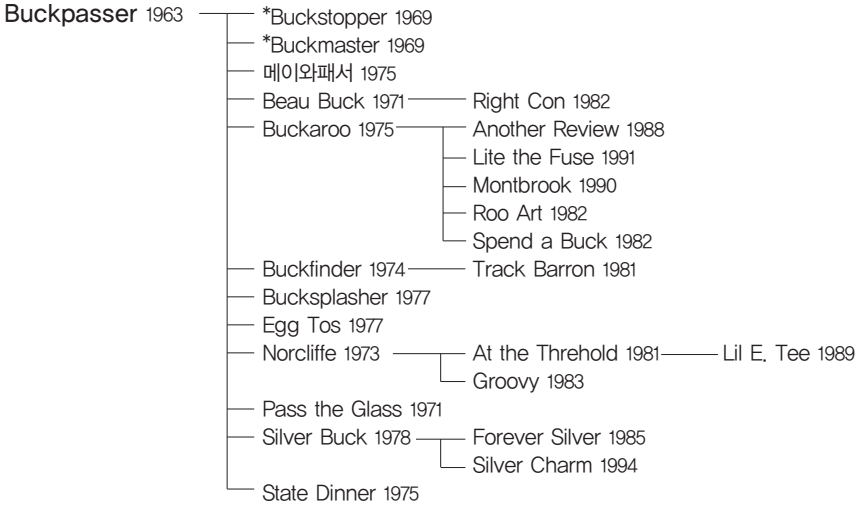 Buckpasser 1963 *Buckstopper 1969
*Buckmaster 1969
메이와패서 1975
Beau Buck 1971 Right Con 1982
Buckaroo 1975 Another Review 1988
Lite the Fuse 1991
Montbrook 1990
Roo Art 1982
Spend a Buck 1982
Buckfinder 1974 Track Barron 1981
Bucksplasher 1977
Egg Tos 1977
Norcliffe 1973 At the Threhold 1981 Lil E. Tee 1989
Groovy 1983
Pass the Glass 1971
Silver Buck 1978 Forever Silver 1985
Silver Charm 1994
State Dinner 1975